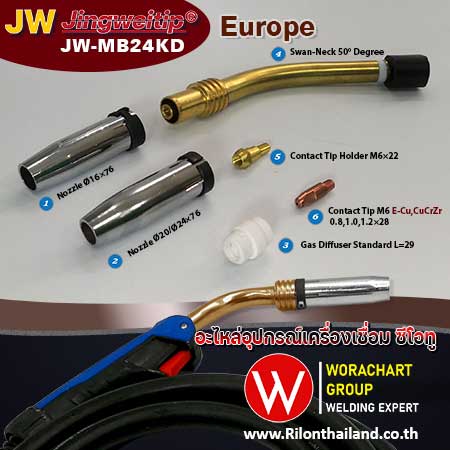 JW Jingweitip®
JW-MB24KD
Europe
4 Swan-Neck 50º Degree
1 Nozzle Ø16×76
5 Contact Tip Holder M6×22
2 Nozzle Ø20/Ø24×76
6 Contact Tip M6 E-Cu,CuCrZr
0.8,1.0,1.2×28
3 Gas Diffuser Standard L=29
อะไหล่อุปกรณ์เครื่องเชื่อม ซีโอทู
W
WORACHART
GROUP
WELDING EXPERT
www.Rilonthailand.co.th